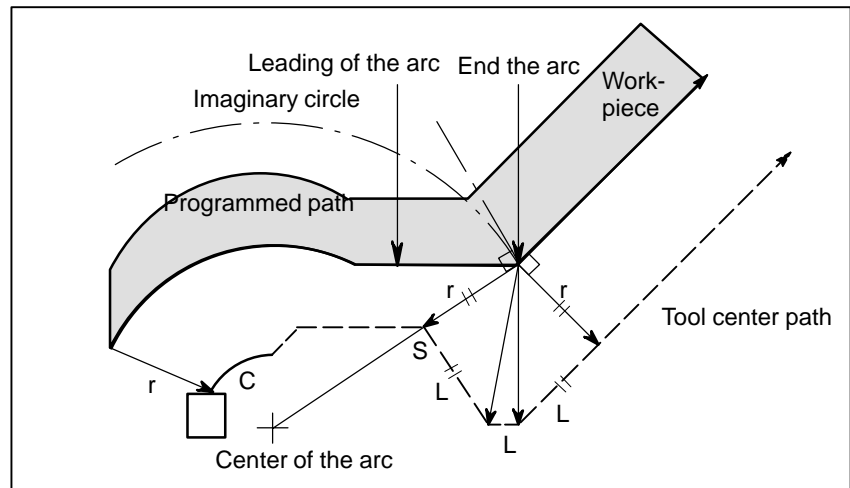 Leading of the arc
End the arc
Imaginary circle
Work-
piece
Programmed path
r
r
Tool center path
S
r
C
L
L
L
Center of the arc